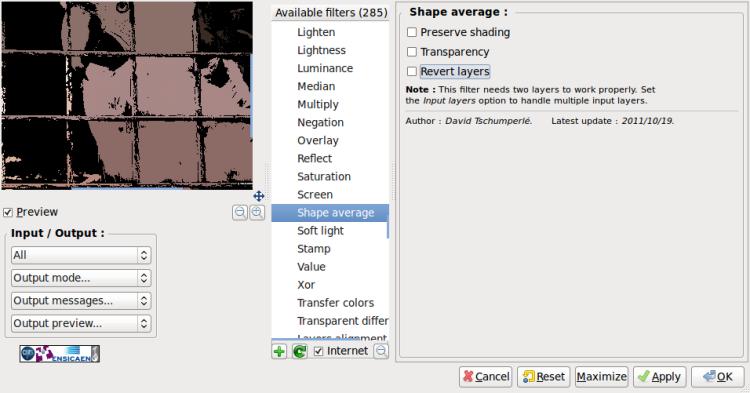 Preview
Input / Output :
All
Output mode...
Output messages...
Output preview...
ENSICAEN
Available filters (285)
Lighten
Lightness
Luminance
Median
Multiply
Negation
Overlay
Reflect
Saturation
Screen
Shape average
Soft light
Stamp
Value
Xor
Transfer colors
Transparent differ
Layers alignment
Internet
Shape average :
Preserve shading
Transparency
Revert layers
Note : This filter needs two layers to work properly. Set
the Input layers option to handle multiple input layers.
Author : David Tschumperlé. Latest update : 2011/10/19.
Cancel Reset Maximize Apply OK